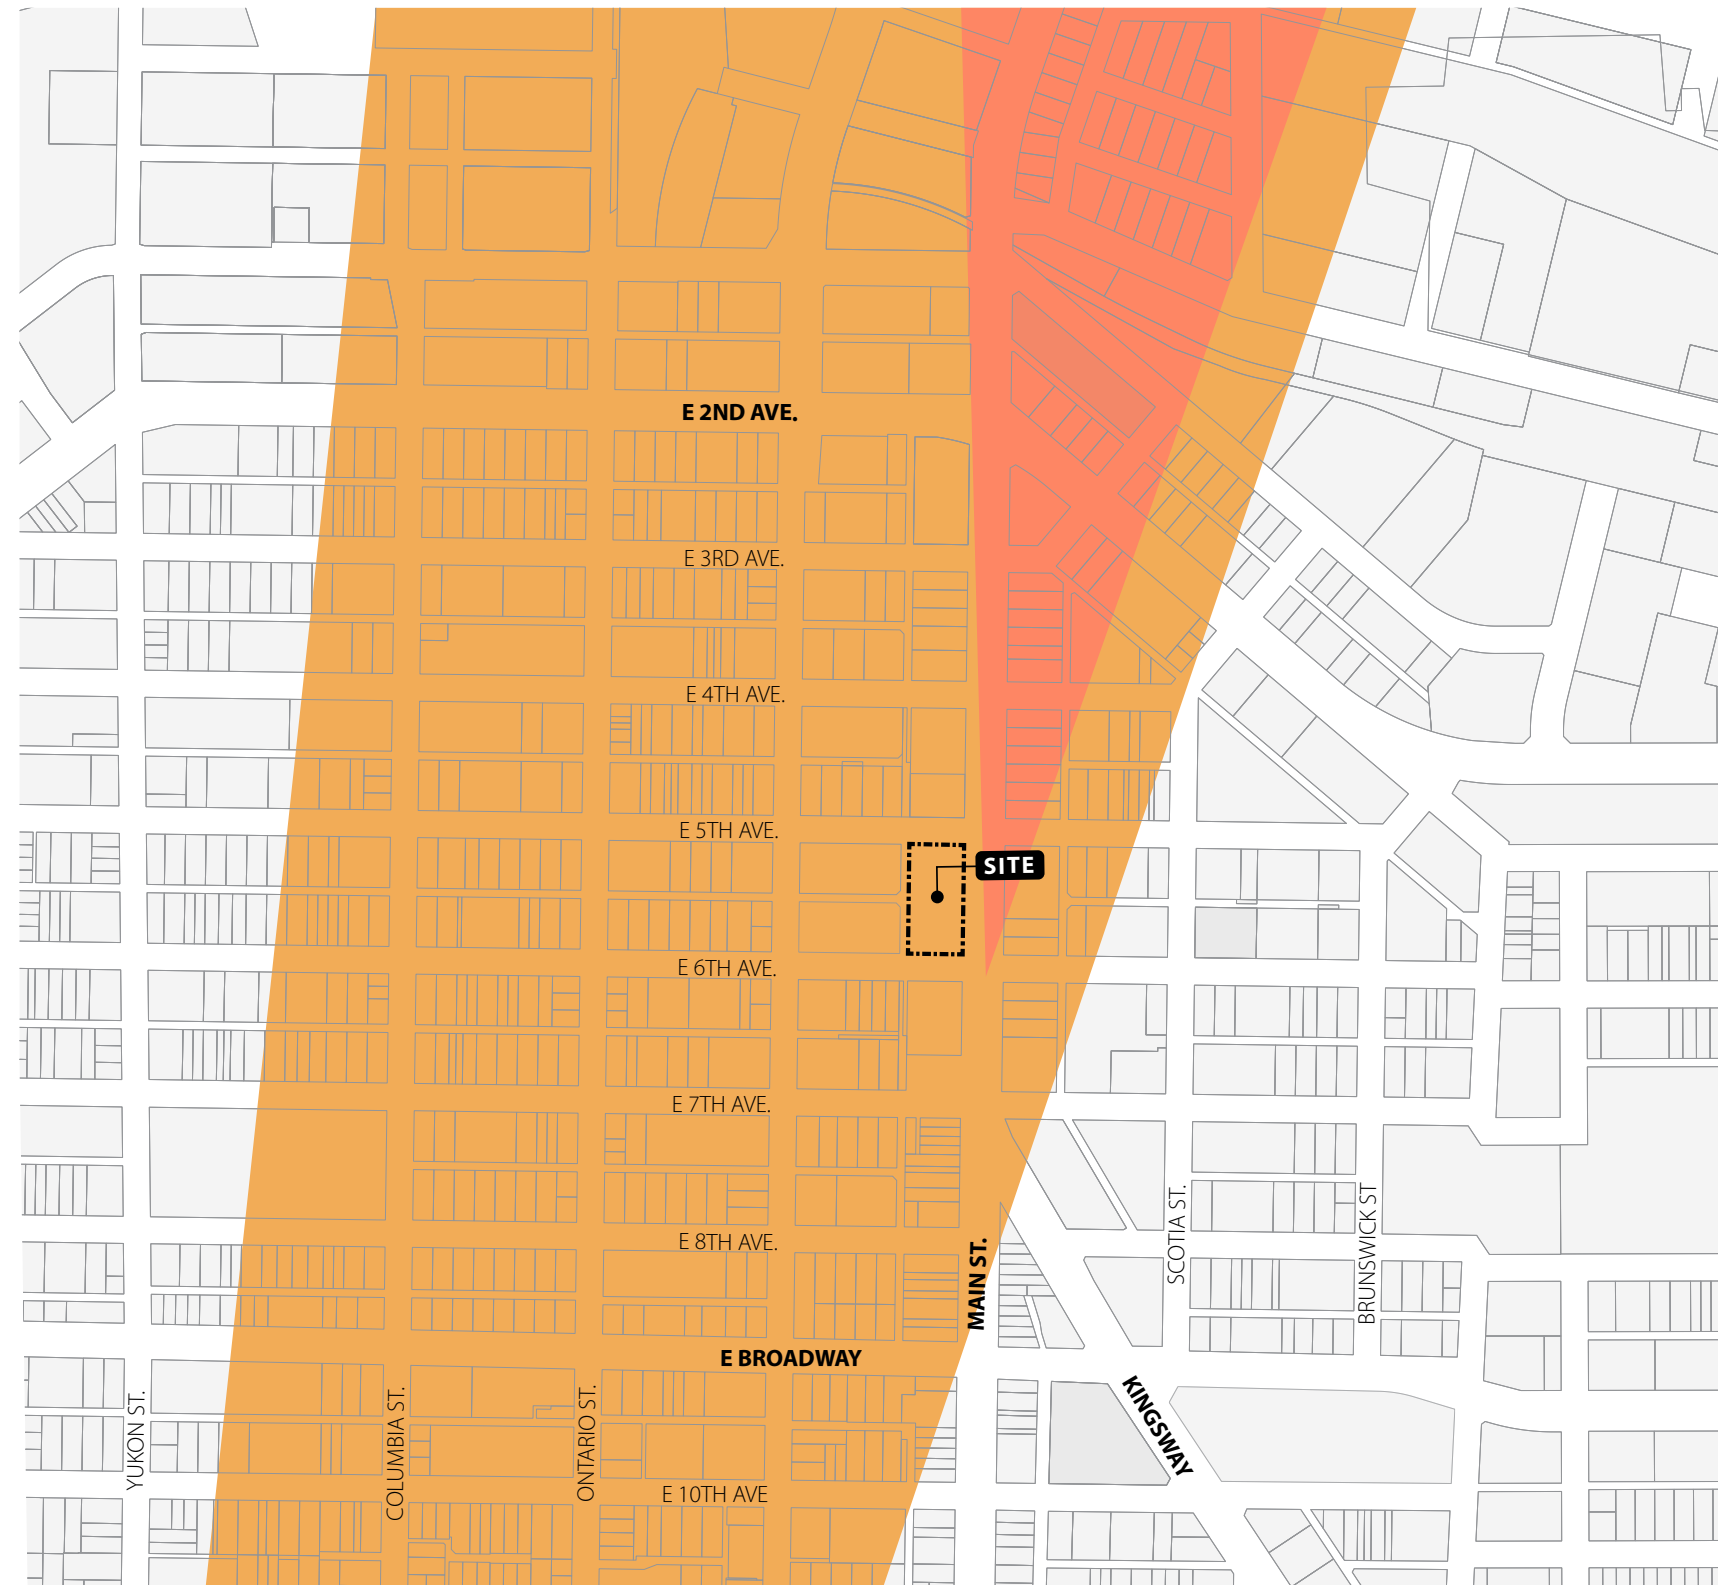 E 2ND AVE.
E 3RD AVE.
E 4TH AVE.
E 5TH AVE.
SITE
E 6TH AVE.
E 7TH AVE.
E 8TH AVE.
MAIN ST.
SCOTIA ST.
BRUNSWICK ST
E BROADWAY
YUKON ST.
COLUMBIA ST.
ONTARIO ST.
KINGSWAY
E 10TH AVE